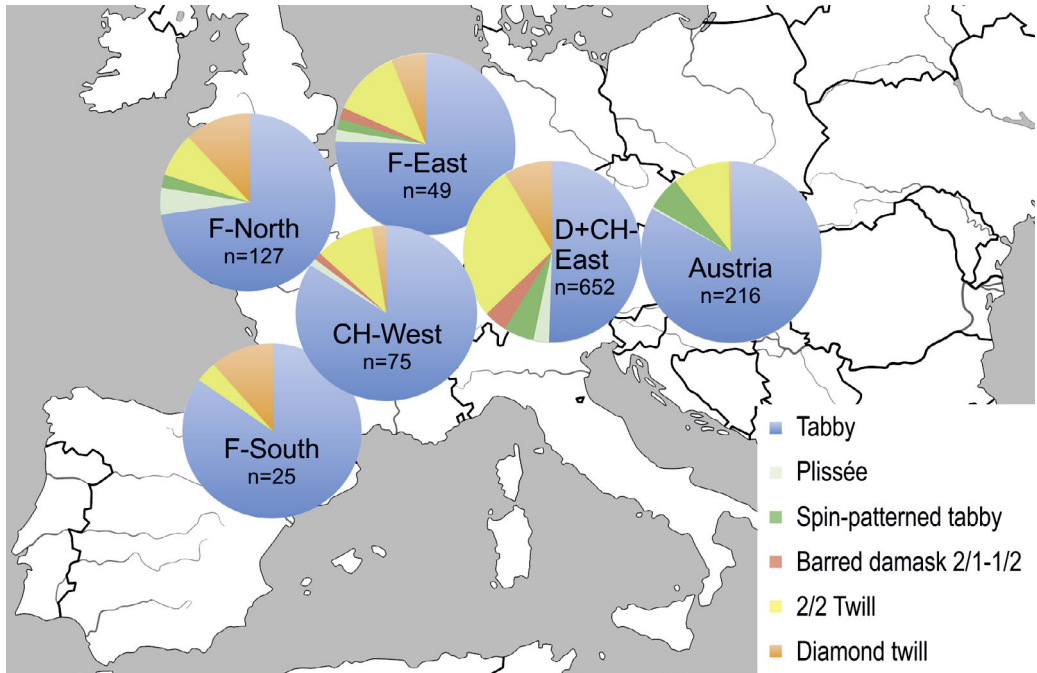 F-East
n=49
F-North
n=127
D+CH-
East
n=652
Austria
n=216
CH-West
n=75
F-South
n=25
Tabby
Plissée
Spin-patterned tabby
Barred damask 2/1-1/2
2/2 Twill
Diamond twill